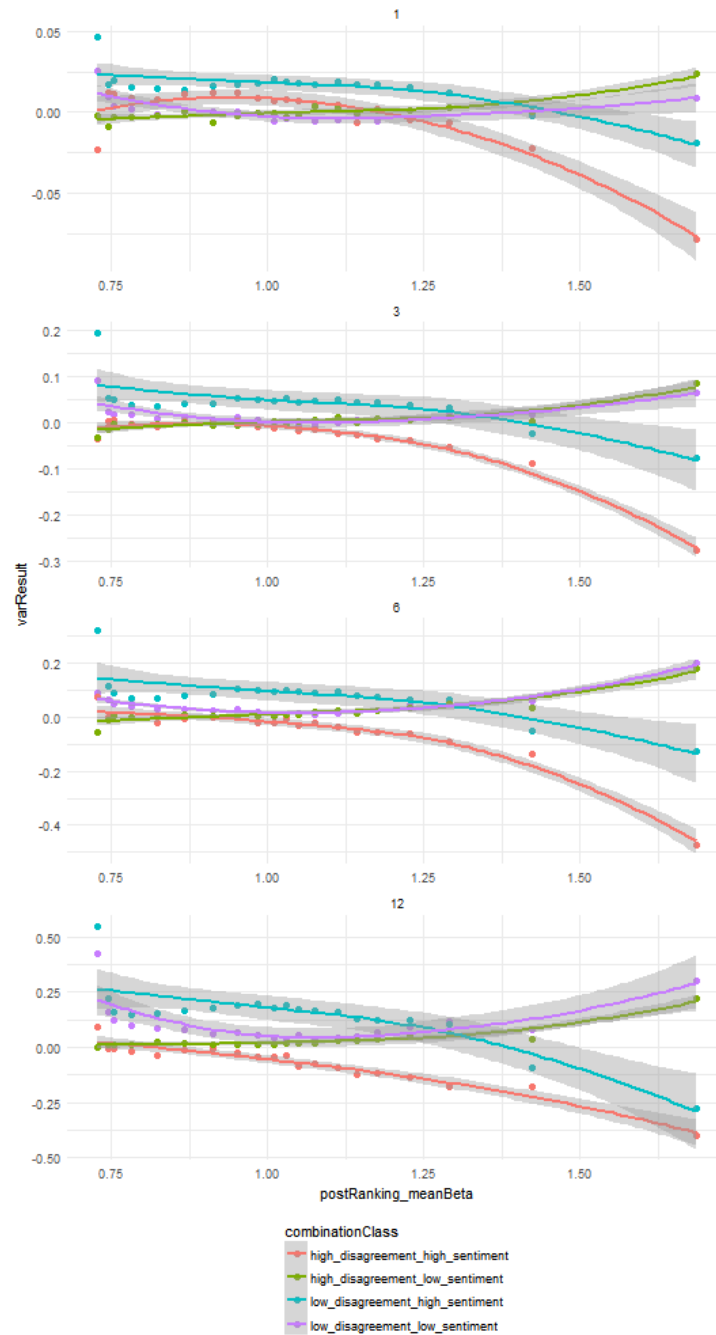 1
0.05
0.00
-0.05
0.75 1.00 1.25 1.50
3
0.2
0.1
0.0
-0.1
-0.2
-0.3
0.75 1.00 1.25 1.50
varResult
6
0.2
0.0
-0.2
-0.4
0.75 1.00 1.25 1.50
12
0.50
0.25
0.00
-0.25
-0.50
0.75 1.00 1.25 1.50
postRanking_meanBeta
combinationClass
high_disagreement_high_sentiment
high_disagreement_low_sentiment
low_disagreement_high_sentiment
low_disagreement_low_sentiment